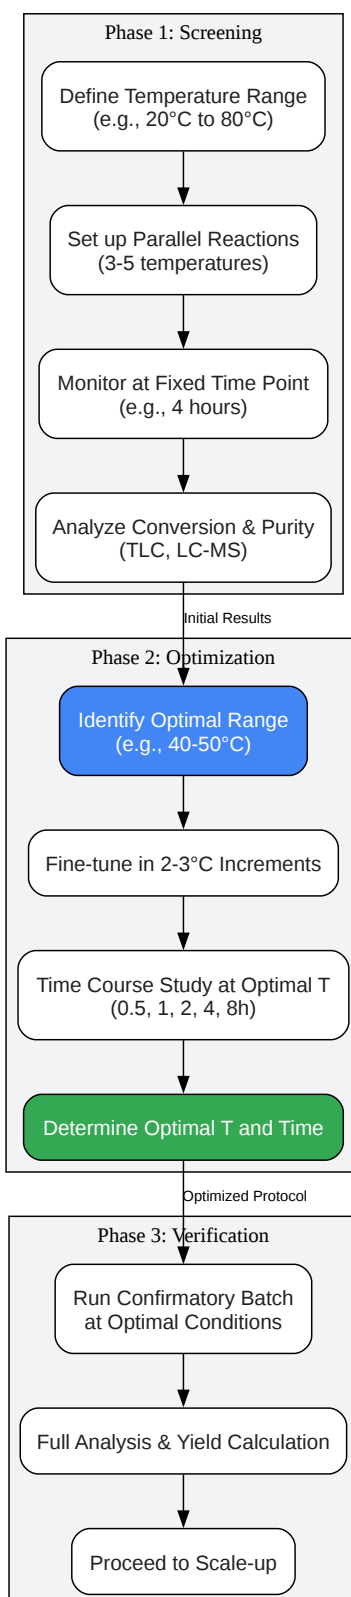 Phase 1: Screening
Define Temperature Range
(e.g., 20°C to 80°C)
Set up Parallel Reactions
(3-5 temperatures)
Monitor at Fixed Time Point
(e.g., 4 hours)
Analyze Conversion & Purity
(TLC, LC-MS)
Initial Results
Phase 2: Optimization
Identify Optimal Range
(e.g., 40-50°C)
Fine-tune in 2-3°C Increments
Time Course Study at Optimal T
(0.5, 1, 2, 4, 8h)
Determine Optimal T and Time
Optimized Protocol
Phase 3: Verification
Run Confirmatory Batch
at Optimal Conditions
Full Analysis & Yield Calculation
Proceed to Scale-up